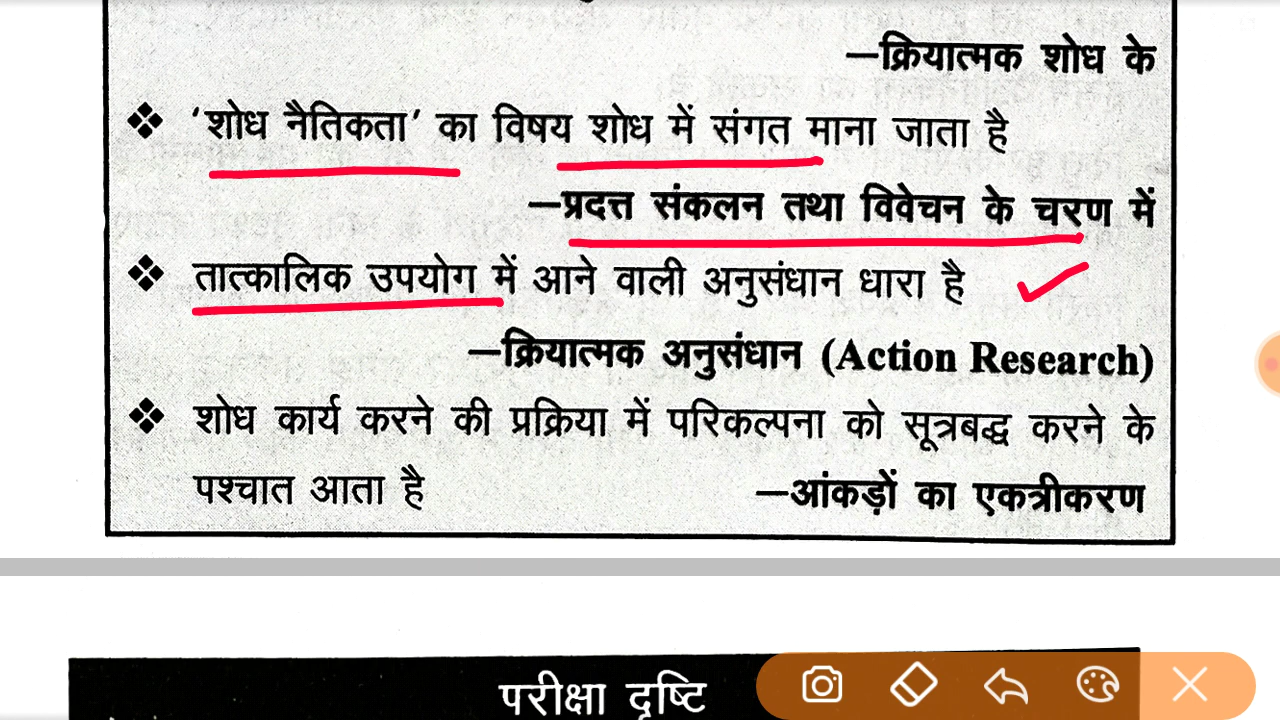 —क्रियात्मक शोध के
❖ ‘शोध नैतिकता’ का विषय शोध में संगत माना जाता है
—प्रदत्त संकलन तथा विवेचन के चरण में
❖ तात्कालिक उपयोग में आने वाली अनुसंधान धारा है
—क्रियात्मक अनुसंधान (Action Research)
❖ शोध कार्य करने की प्रक्रिया में परिकल्पना को सूत्रबद्ध करने के
पश्चात आता है —आंकड़ों का एकत्रीकरण
परीक्षा दृष्टि